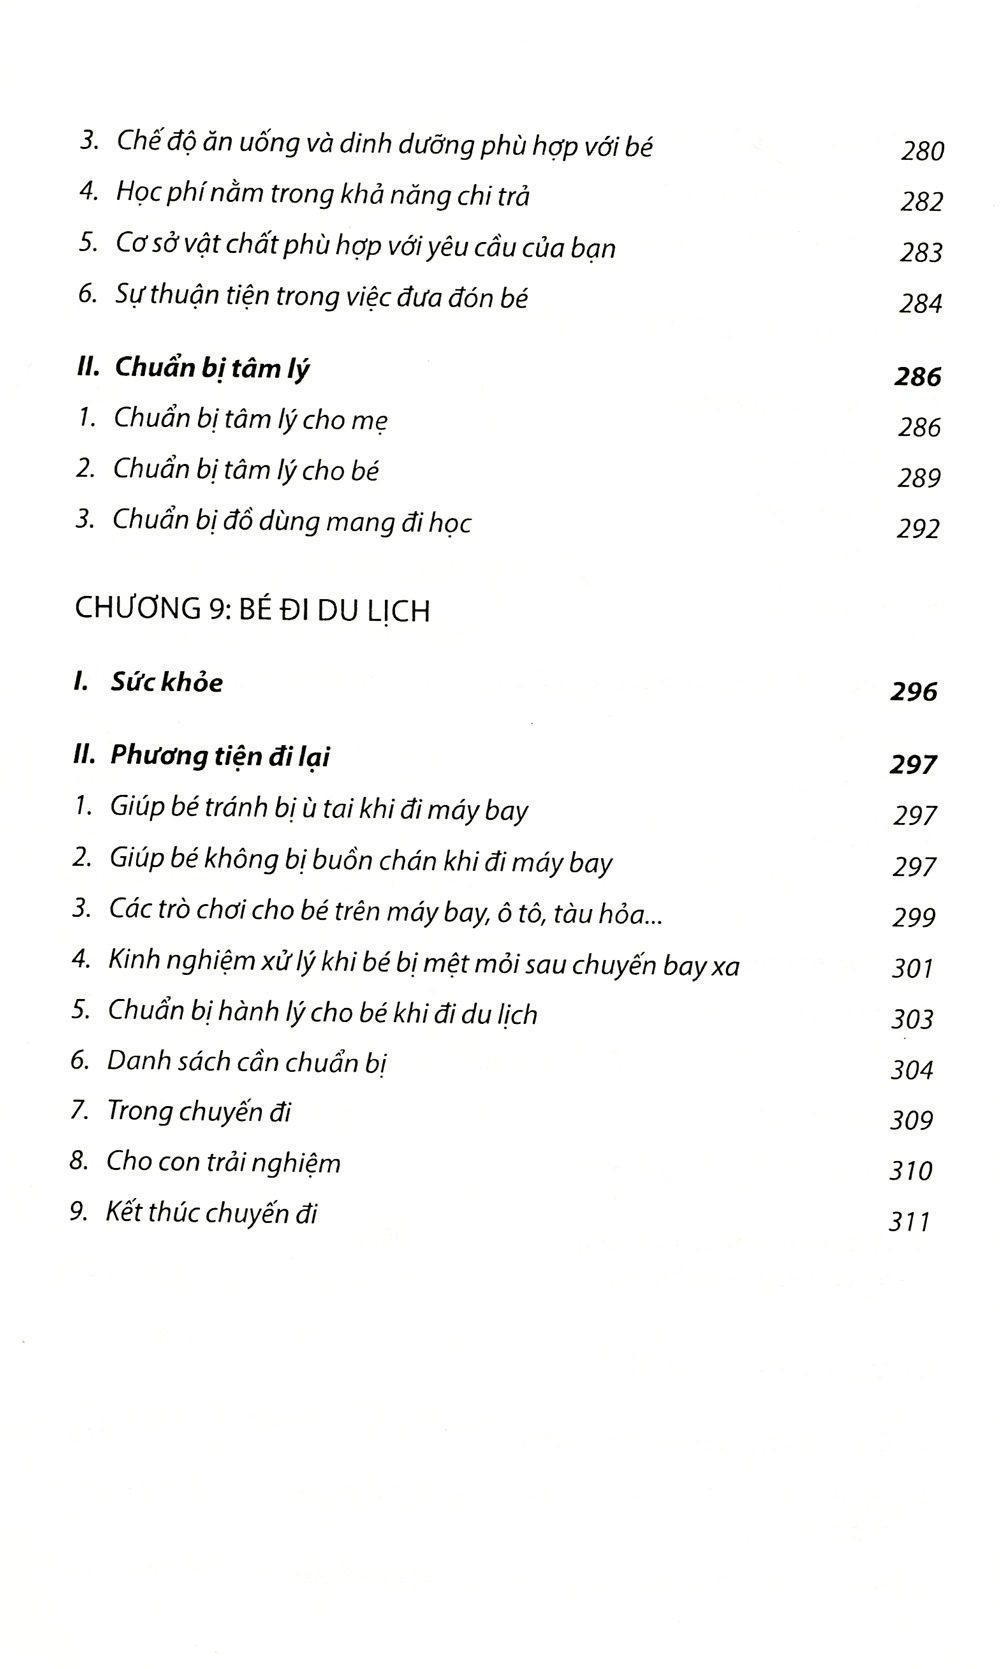 3. Chế độ ăn uống và dinh dưỡng phù hợp với bé 280
4. Học phí nằm trong khả năng chi trả 282
5. Cơ sở vật chất phù hợp với yêu cầu của bạn 283
6. Sự thuận tiện trong việc đưa đón bé 284
II. Chuẩn bị tâm lý 286
1. Chuẩn bị tâm lý cho mẹ 286
2. Chuẩn bị tâm lý cho bé 289
3. Chuẩn bị đồ dùng mang đi học 292
CHƯƠNG 9: BÉ ĐI DU LỊCH
I. Sức khỏe 296
II. Phương tiện đi lại 297
1. Giúp bé tránh bị ù tai khi đi máy bay 297
2. Giúp bé không bị buồn chán khi đi máy bay 297
3. Các trò chơi cho bé trên máy bay, ô tô, tàu hỏa... 299
4. Kinh nghiệm xử lý khi bé bị mệt mỏi sau chuyến bay xa 301
5. Chuẩn bị hành lý cho bé khi đi du lịch 303
6. Danh sách cần chuẩn bị 304
7. Trong chuyến đi 309
8. Cho con trải nghiệm 310
9. Kết thúc chuyến đi 311